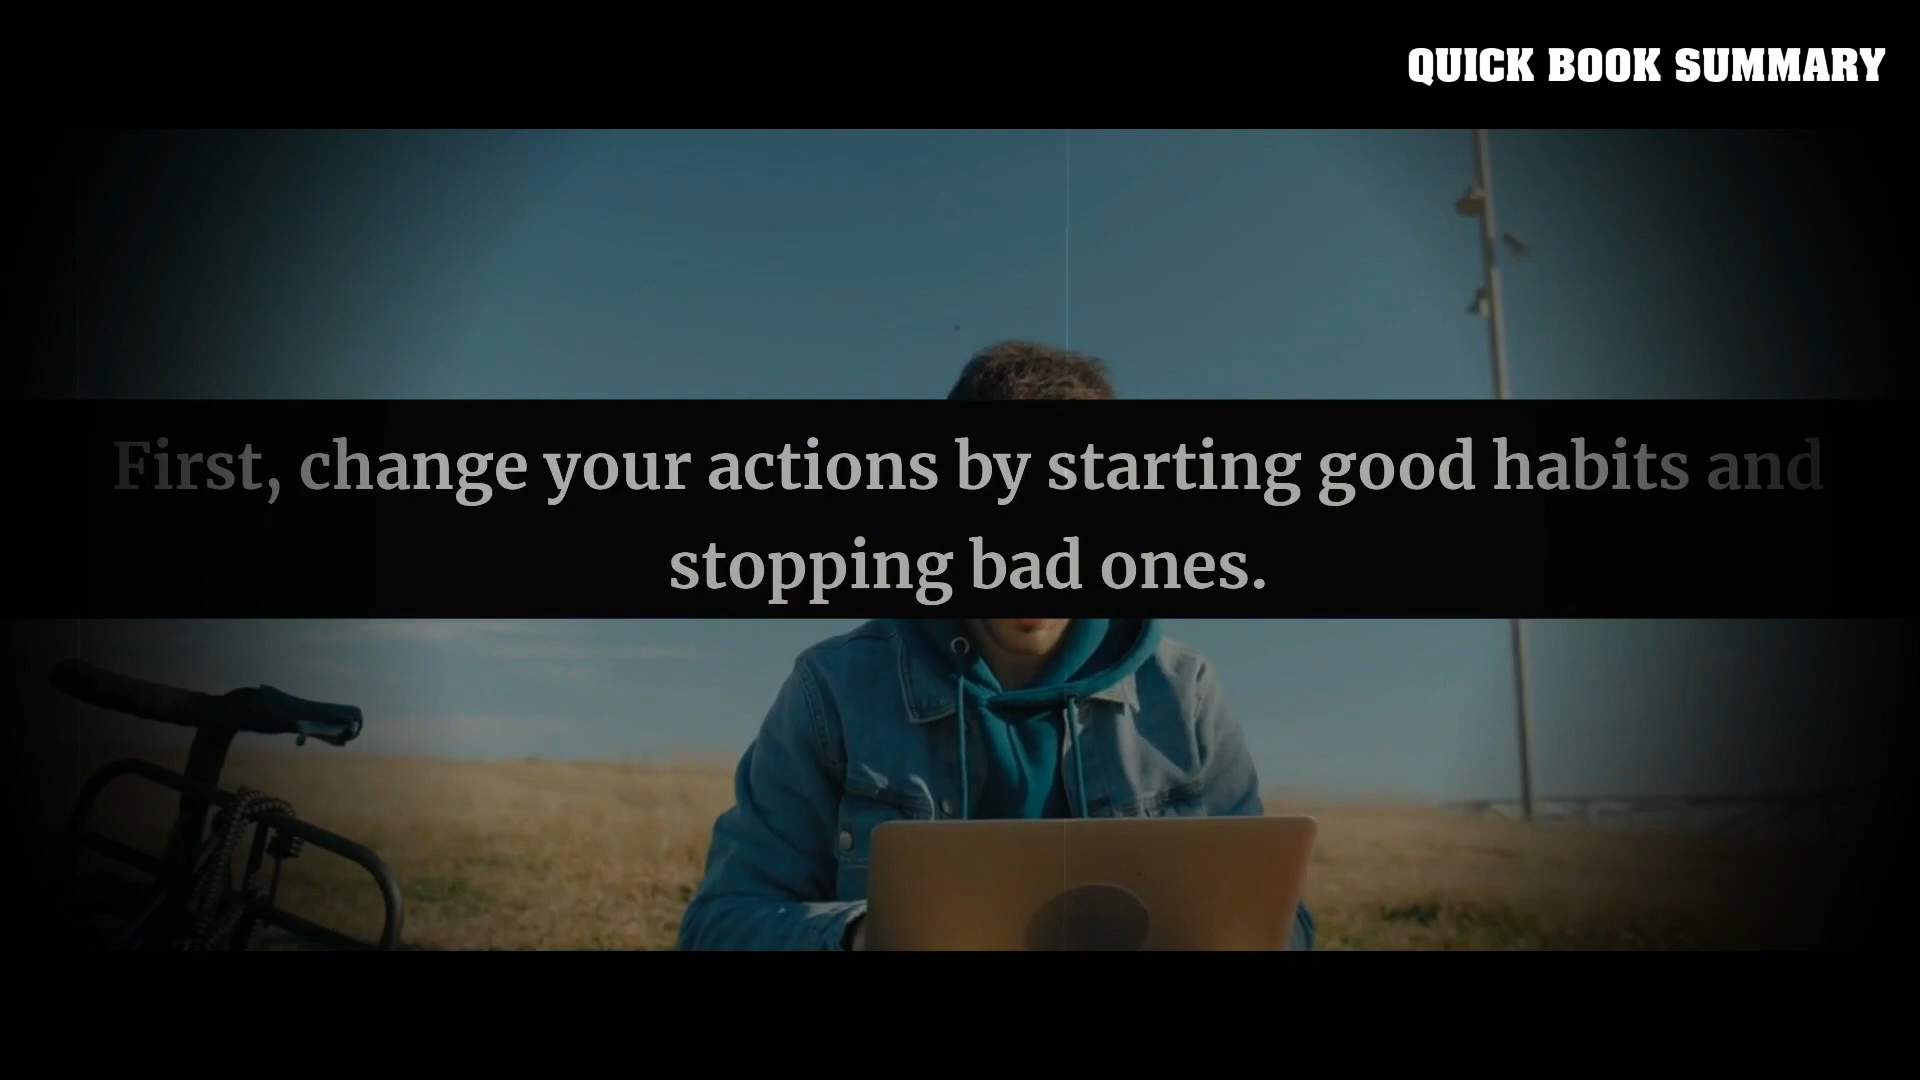 QUICK BOOK SUMMARY
First, change your actions by starting good habits and
stopping bad ones.